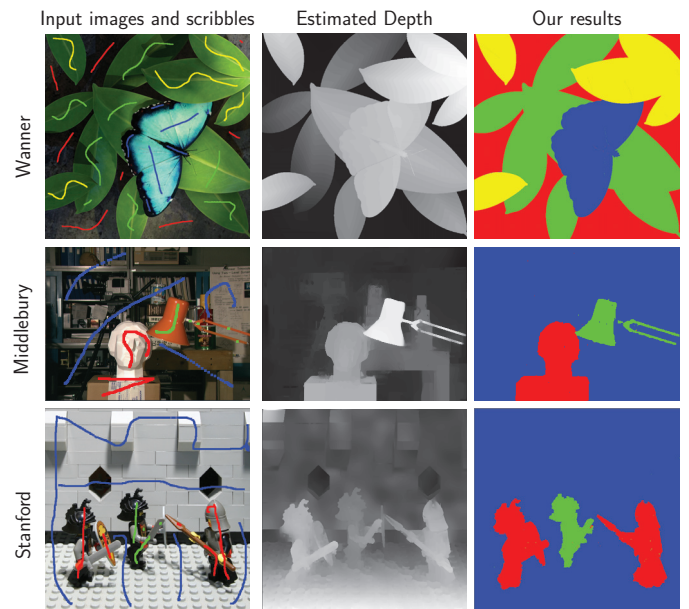 Input images and scribbles
Estimated Depth
Our results
Wanner
Middlebury
Stanford